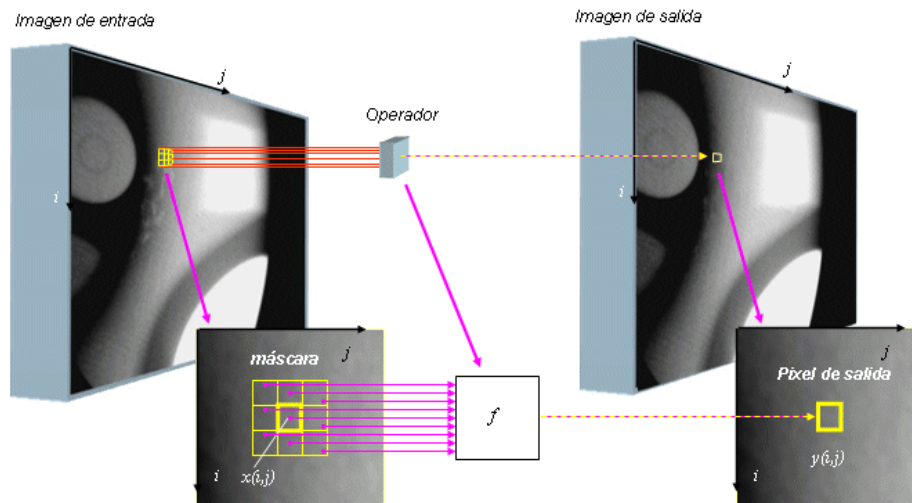 Imagen de entrada
Imagen de salida
j
j
Operador
i
i
máscara
j
f
x(i,j)
i
j
Pixel de salida
y(i,j)
i